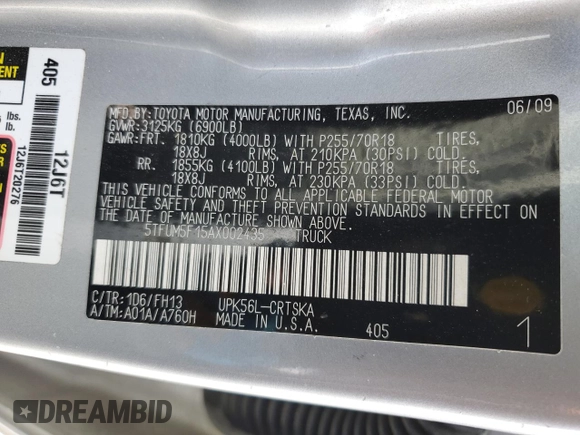 MENT
405
lb.
lb.
12J6T202276
12J6T
MFD.BY:TOYOTA MOTOR MANUFACTURING, TEXAS, INC. 06/09
GVWR:3125KG (6900LB)
GAWR:FRT. 1810KG (4000LB) WITH P255/70R18 TIRES,
18X8J RIMS, AT 210KPA (30PSI) COLD.
RR. 1855KG (4100LB) WITH P255/70R18 TIRES,
18X8J RIMS, AT 230KPA (33PSI) COLD.
THIS VEHICLE CONFORMS TO ALL APPLICABLE FEDERAL MOTOR
VEHICLE SAFETY AND THEFT PREVENTION STANDARDS IN EFFECT ON
THE DATE OF MANUFACTURE SHOWN ABOVE.
5TFUM5F15AX002435 TRUCK
C/TR:1D6/FH13 UPK56L-CRTSKA
A/TM:A01A/A760H MADE IN U.S.A. 405 1
DREAMBID